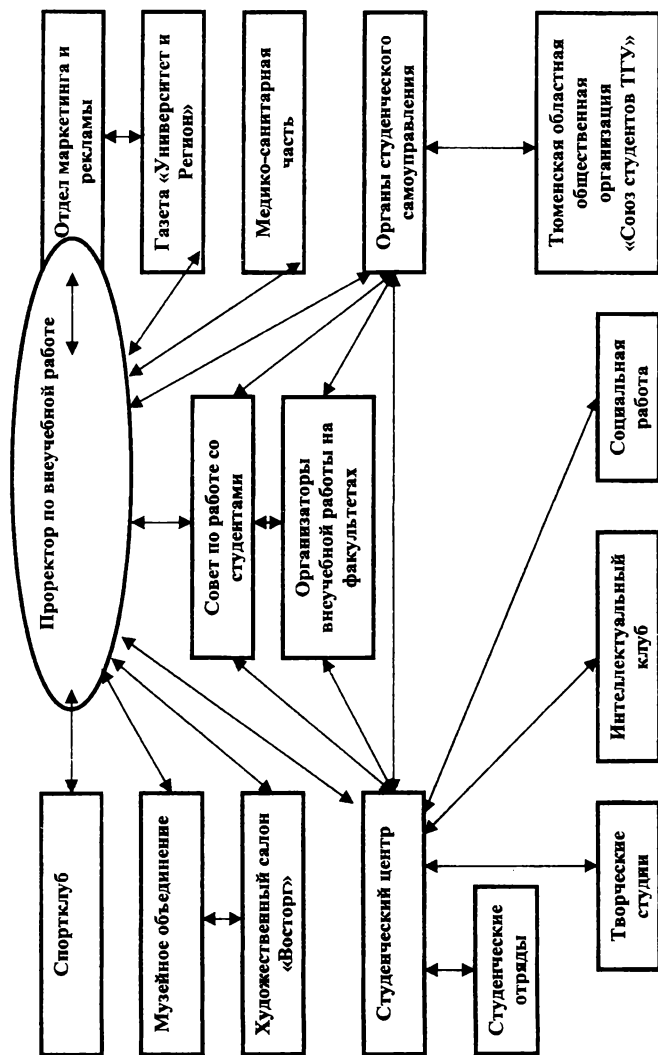 Проректор по внеучебной работе
Отдел маркетинга и
рекламы
Газета «Университет и
Регион»
Медико-санитарная
часть
Органы студенческого
самоуправления
Тюменская областная
общественная
организация
«Союз студентов ТГУ»
Совет по работе со
студентами
Организаторы
внеучебной работы на
факультетах
Спортклуб
Музейное объединение
Художественный салон
«Восторг»
Студенческий центр
Студенческие
отряды
Творческие
студии
Интеллектуальный
клуб
Социальная
работа